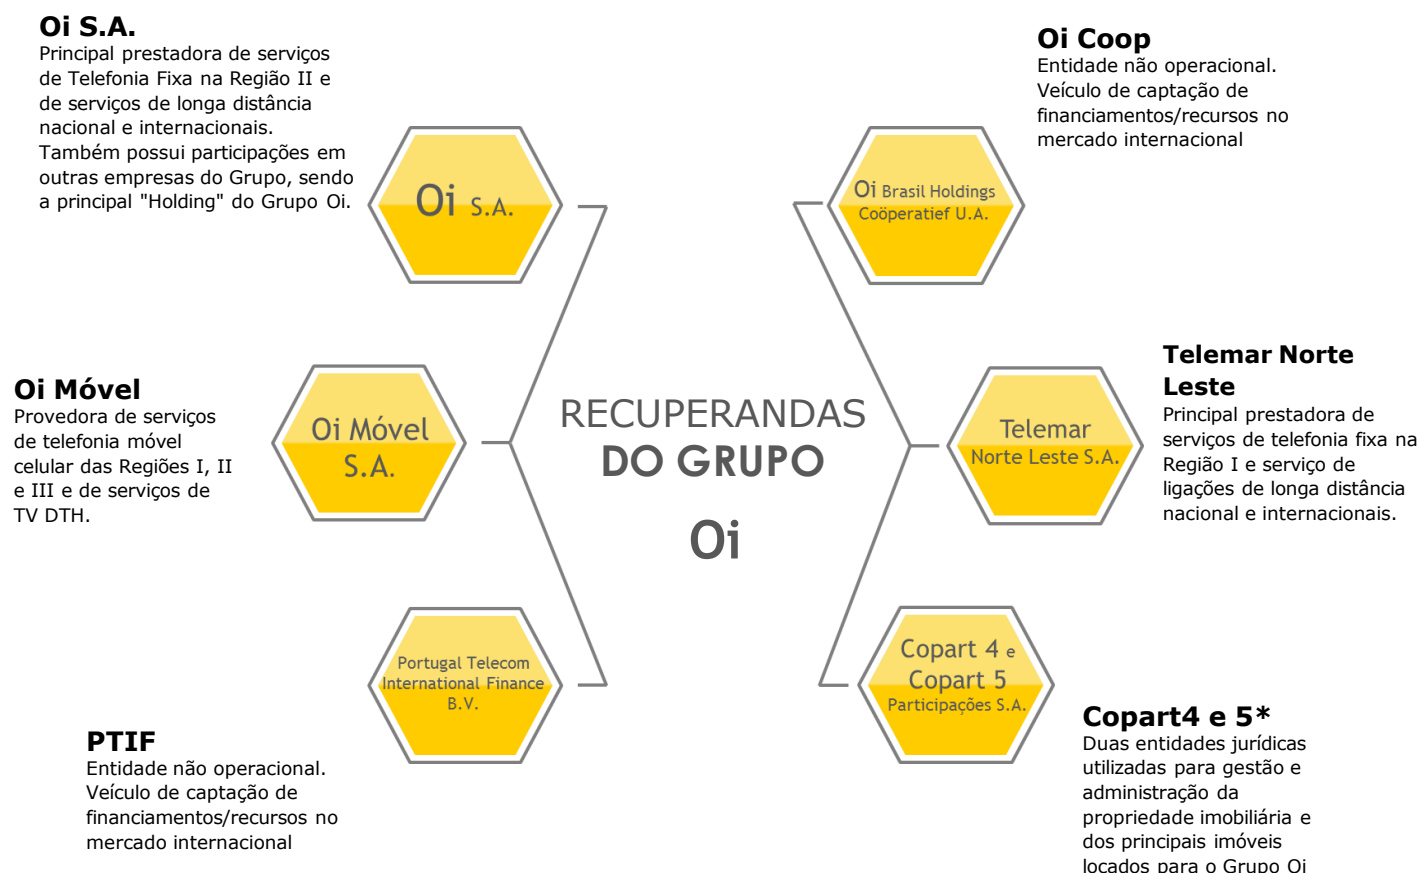 Oi S.A.
Principal prestadora de serviços
de Telefonia Fixa na Região II e
de serviços de longa distância
nacional e internacionais.
Também possui participações em
outras empresas do Grupo, sendo
a principal "Holding" do Grupo Oi.
Oi S.A.
Oi Coop
Entidade não operacional.
Veículo de captação de
financiamentos/recursos no
mercado internacional
Oi Brasil Holdings
Coöperatief U.A.
Oi Móvel
Provedora de serviços
de telefonia móvel
celular das Regiões I, II
e III e de serviços de
TV DTH.
Oi Móvel
S.A.
RECUPERANDAS
DO GRUPO
Oi
Telemar
Norte Leste S.A.
Telemar Norte
Leste
Principal prestadora de
serviços de telefonia fixa na
Região I e serviço de
ligações de longa distância
nacional e internacionais.
Portugal Telecom
International Finance
B.V.
PTIF
Entidade não operacional.
Veículo de captação de
financiamentos/recursos no
mercado internacional
Copart 4 e
Copart 5
Participações S.A.
Copart4 e 5*
Duas entidades jurídicas
utilizadas para gestão e
administração da
propriedade imobiliária e
dos principais imóveis
locados para o Grupo Oi